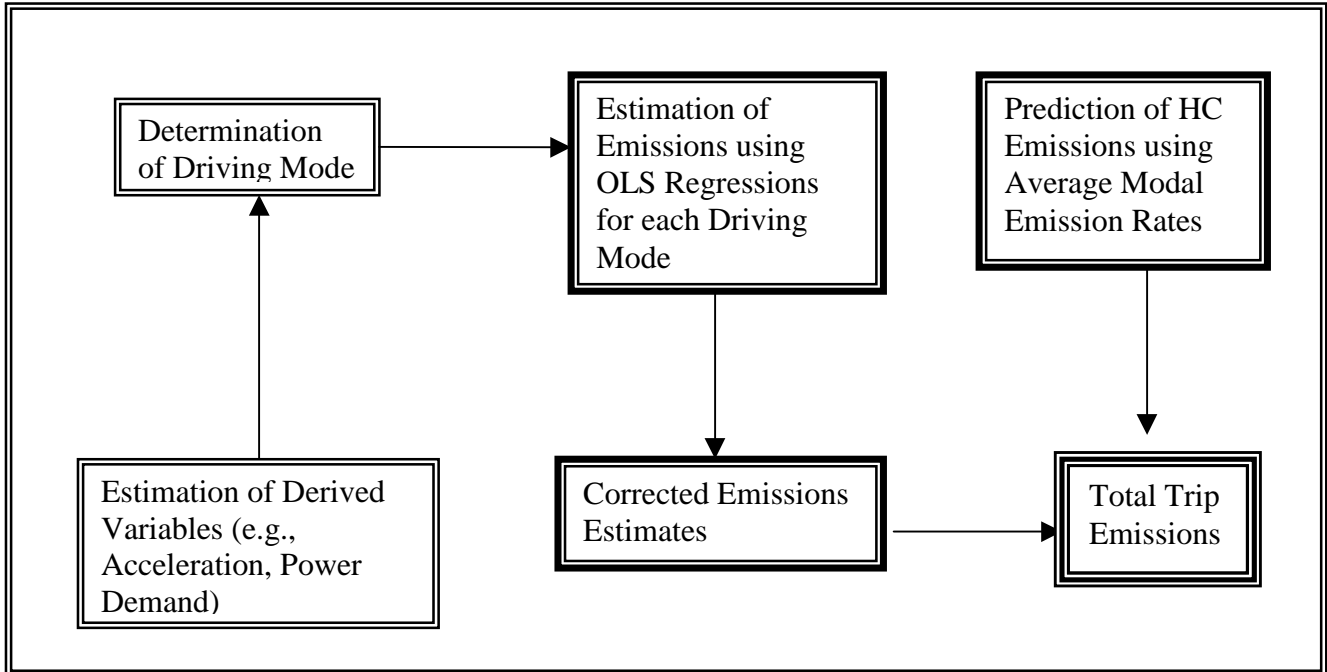 Determination
of Driving Mode
Estimation of
Emissions using
OLS Regressions
for each Driving
Mode
Prediction of HC
Emissions using
Average Modal
Emission Rates
Estimation of Derived
Variables (e.g.,
Acceleration, Power
Demand)
Corrected Emissions
Estimates
Total Trip
Emissions